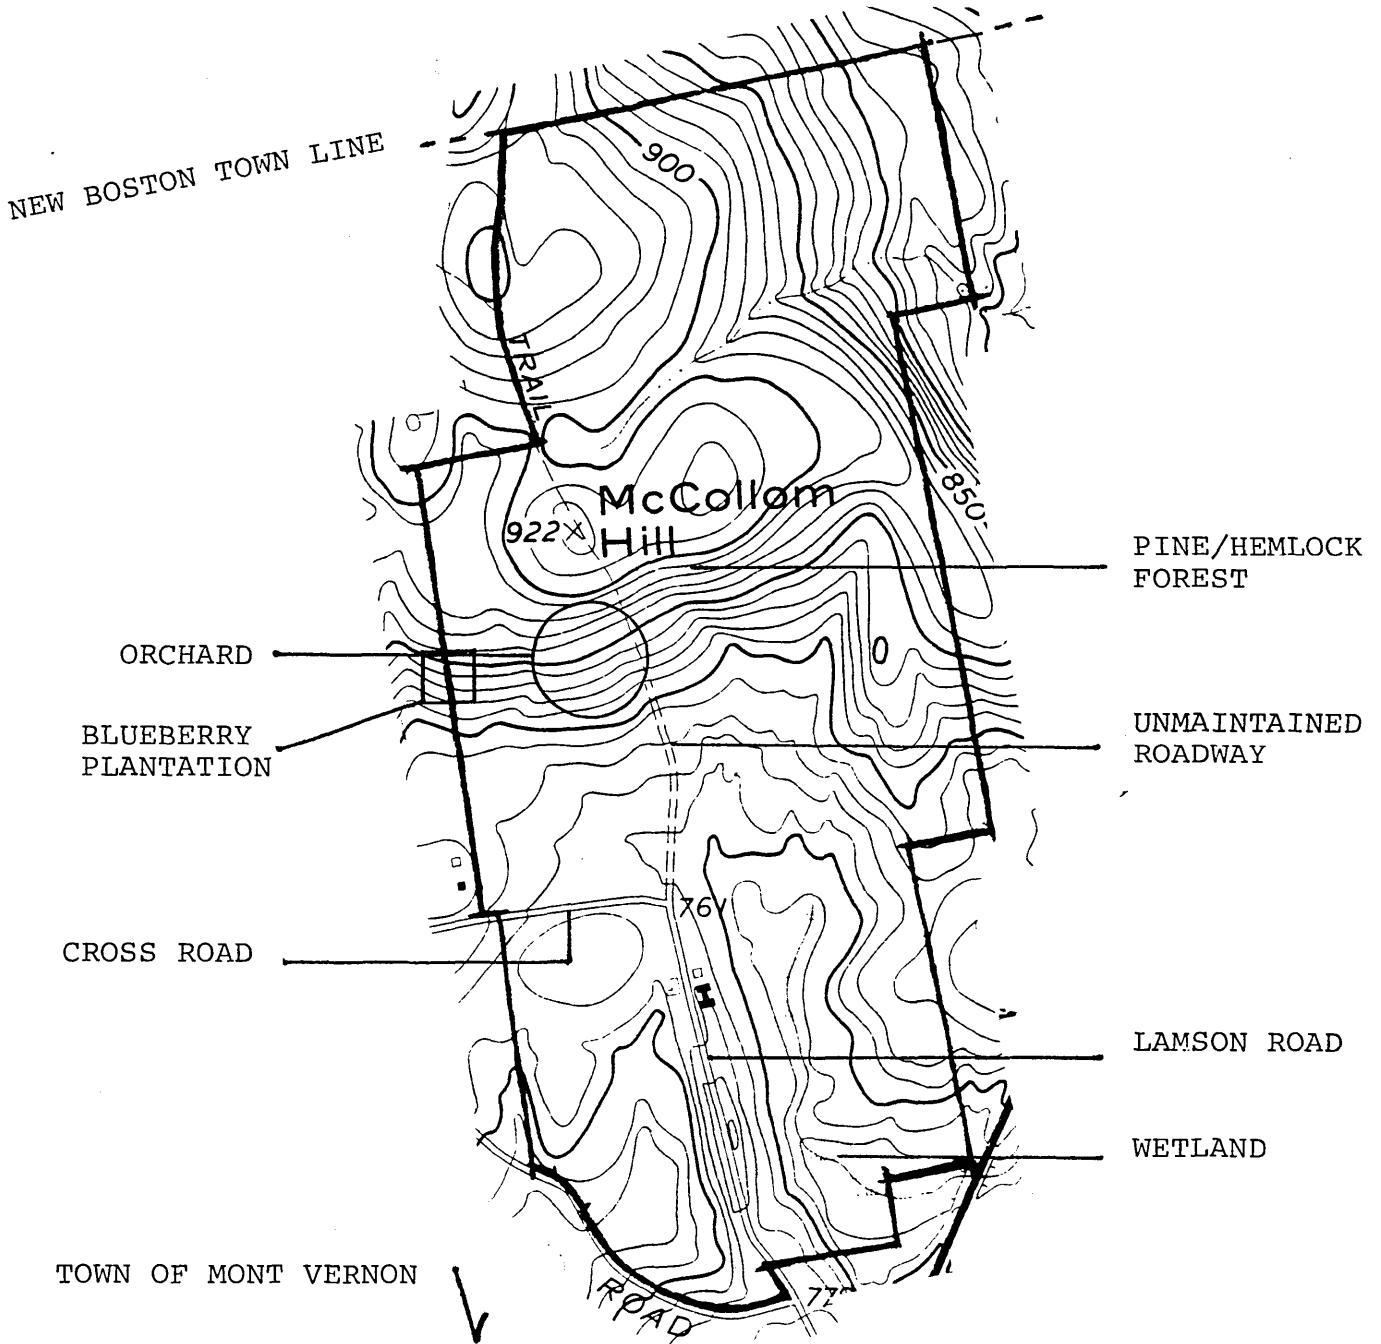 NEW BOSTON TOWN LINE
900
TRAIL
McCollom
Hill
922
850
PINE/HEMLOCK
FOREST
ORCHARD
BLUEBERRY
PLANTATION
UNMAINTAINED
ROADWAY
761
CROSS ROAD
H
LAMSON ROAD
WETLAND
TOWN OF MONT VERNON
ROAD